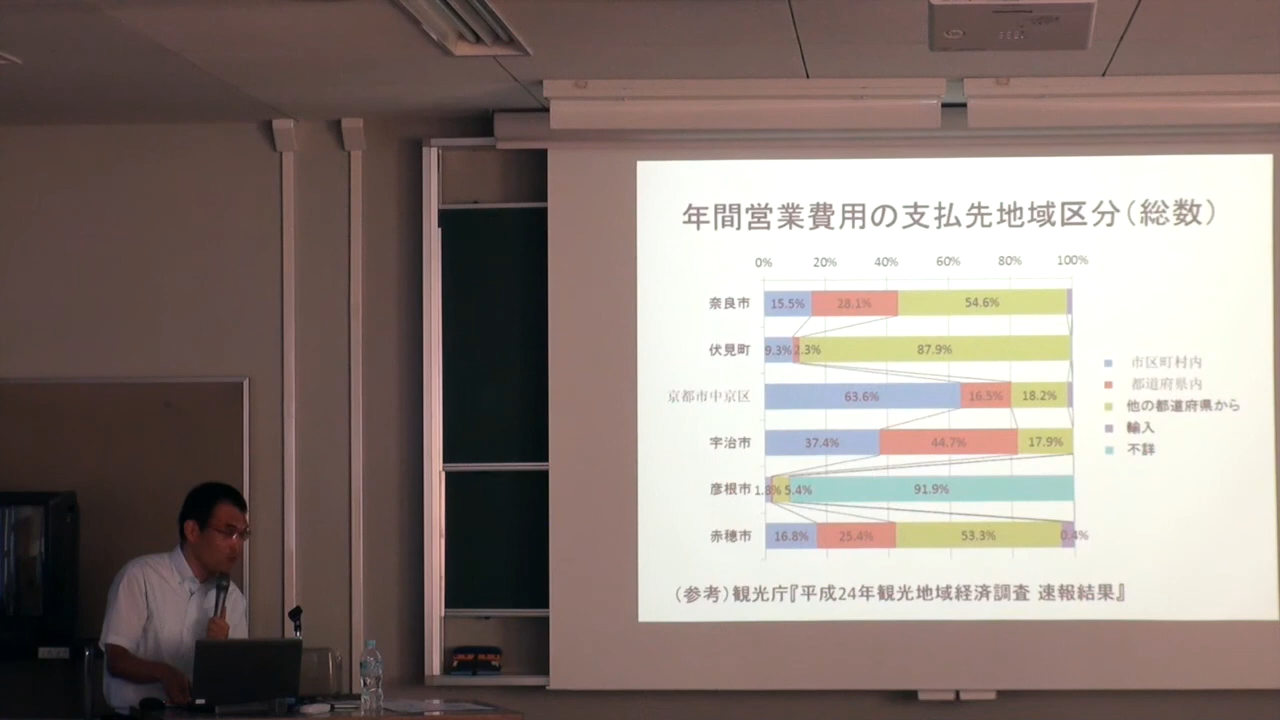 年間営業費用の支払先地域区分（総数）
0% 20% 40% 60% 80% 100%
奈良市 15.5% 28.1% 54.6%
伏見町 9.3% 2.3% 87.9%
京都市中京区 63.6% 16.5% 18.2%
宇治市 37.4% 44.7% 17.9%
彦根市 1.8% 5.4% 91.9%
赤穂市 16.8% 25.4% 53.3% 0.4%
市区町村内
都道府県内
他の都道府県から
輸入
不詳
（参考）観光庁『平成24年観光地域経済調査 速報結果』